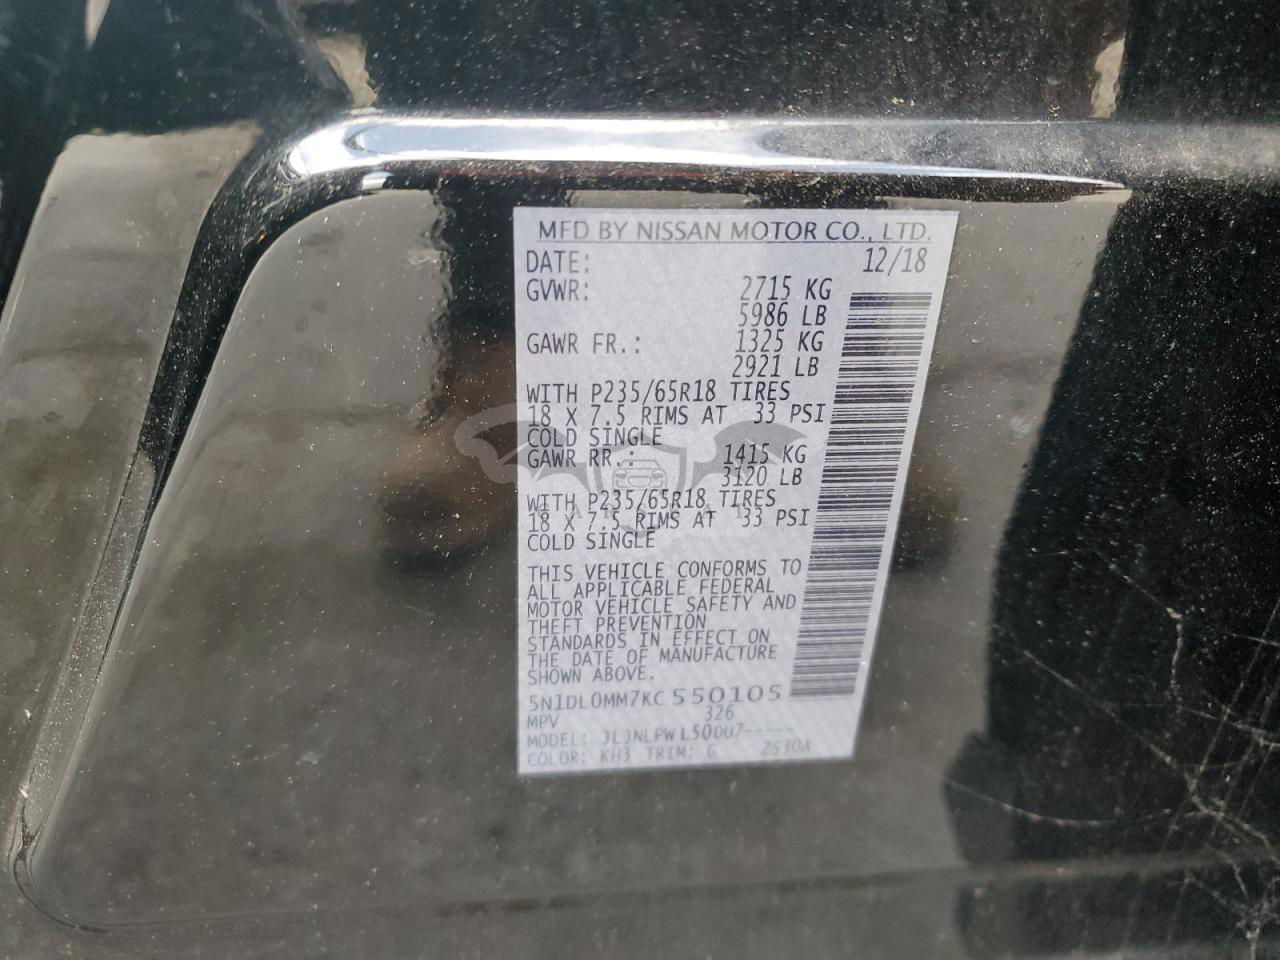 MFD BY NISSAN MOTOR CO., LTD.
DATE: 12/18
GVWR: 2715 KG
5986 LB
GAWR FR.: 1325 KG
2921 LB
WITH P235/65R18 TIRES
18 X 7.5 RIMS AT 33 PSI
COLD SINGLE
GAWR RR.: 1415 KG
3120 LB
WITH P235/65R18 TIRES
18 X 7.5 RIMS AT 33 PSI
COLD SINGLE
THIS VEHICLE CONFORMS TO
ALL APPLICABLE FEDERAL
MOTOR VEHICLE SAFETY AND
THEFT PREVENTION
STANDARDS IN EFFECT ON
THE DATE OF MANUFACTURE
SHOWN ABOVE.
5N1DL0MM7KC550105
MPV 326
MODEL: JL3NLPWL50DU7-----
COLOR: KH3 TRIM: G 2S30A